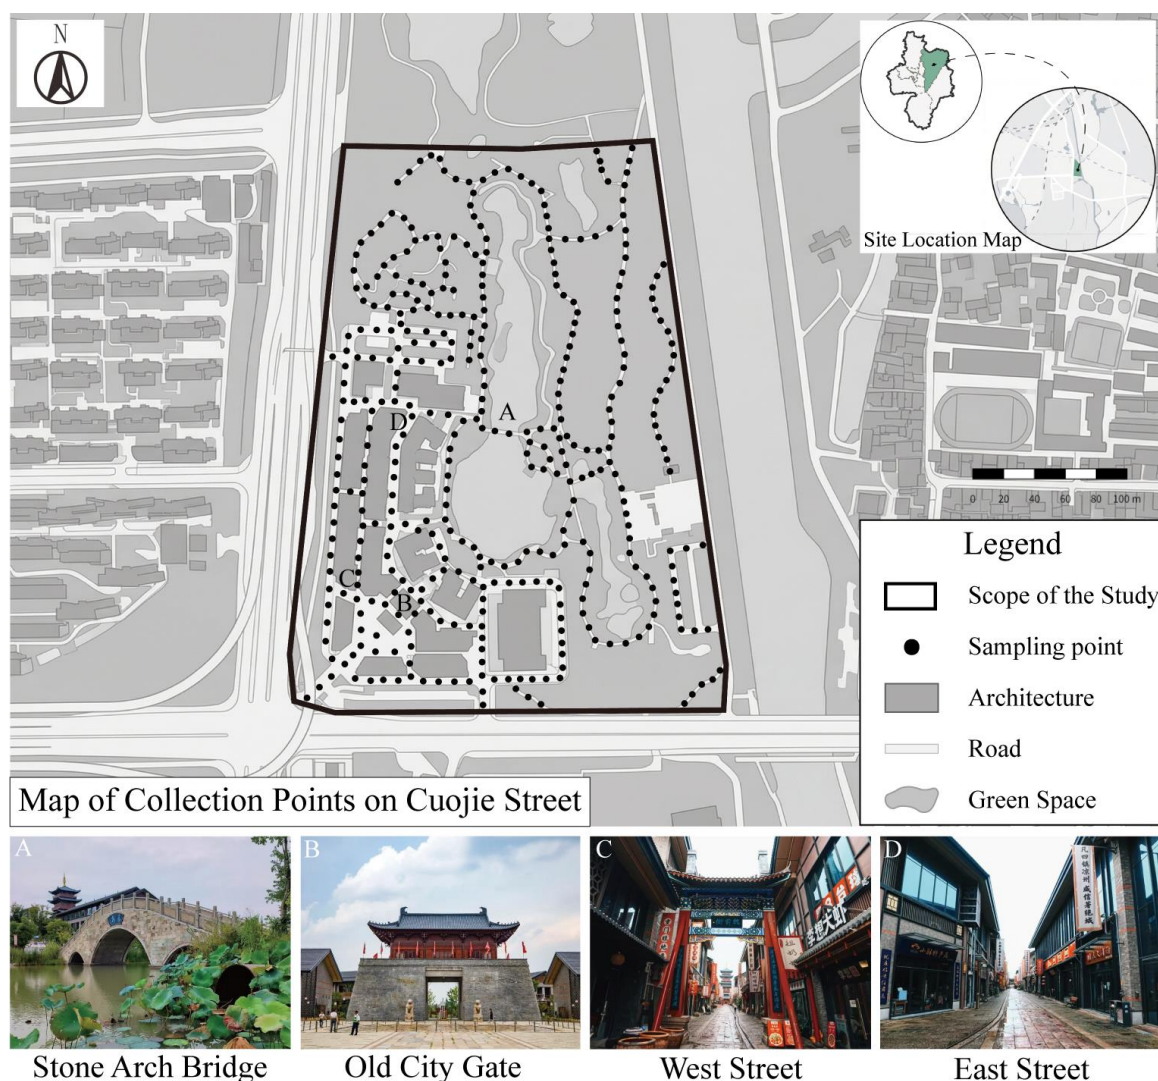 N
Site Location Map
A
D
C
B
0 20 40 60 80 100 m
Legend
Scope of the Study
Sampling point
Architecture
Road
Green Space
Map of Collection Points on Cuojie Street
A
B
C
D
Stone Arch Bridge
Old City Gate
West Street
East Street